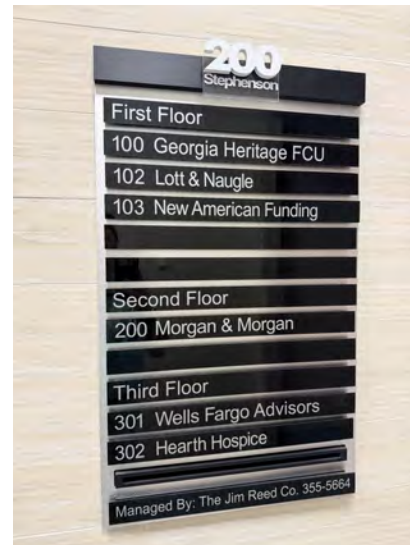 200
Stephenson
First Floor
100 Georgia Heritage FCU
102 Lott & Naugle
103 New American Funding
Second Floor
200 Morgan & Morgan
Third Floor
301 Wells Fargo Advisors
302 Hearth Hospice
Managed By: The Jim Reed Co. 355-5664